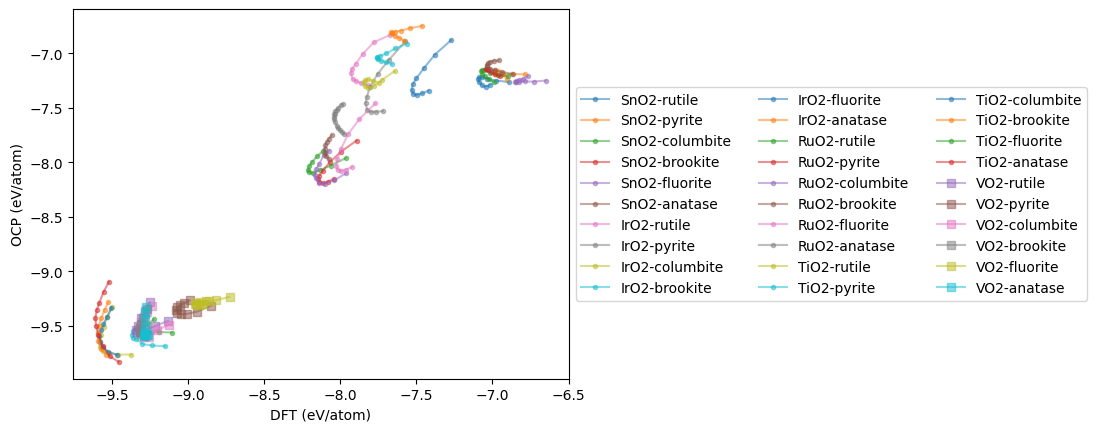 −7.0
−7.5
−8.0
−8.5
−9.0
−9.5
OCP (eV/atom)
−9.5 −9.0 −8.5 −8.0 −7.5 −7.0 −6.5
DFT (eV/atom)
SnO2-rutile IrO2-fluorite TiO2-columbite
SnO2-pyrite IrO2-anatase TiO2-brookite
SnO2-columbite RuO2-rutile TiO2-fluorite
SnO2-brookite RuO2-pyrite TiO2-anatase
SnO2-fluorite RuO2-columbite VO2-rutile
SnO2-anatase RuO2-brookite VO2-pyrite
IrO2-rutile RuO2-fluorite VO2-columbite
IrO2-pyrite RuO2-anatase VO2-brookite
IrO2-columbite TiO2-rutile VO2-fluorite
IrO2-brookite TiO2-pyrite VO2-anatase